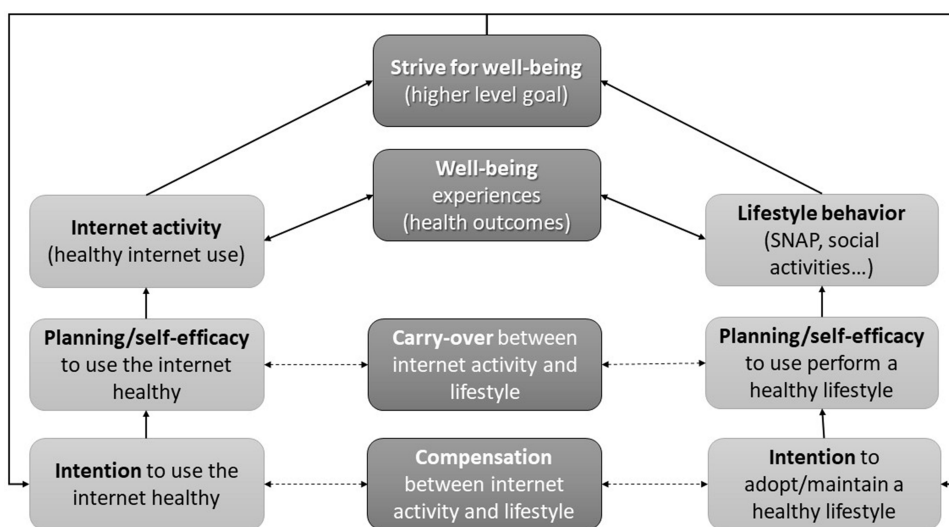 Strive for well-being
(higher level goal)
Well-being
experiences
(health outcomes)
Internet activity
(healthy internet use)
Lifestyle behavior
(SNAP, social
activities...)
Planning/self-efficacy
to use the internet
healthy
Carry-over between
internet activity and
lifestyle
Planning/self-efficacy
to use perform a
healthy lifestyle
Intention to use the
internet healthy
Compensation
between internet
activity and lifestyle
Intention to
adopt/maintain a
healthy lifestyle